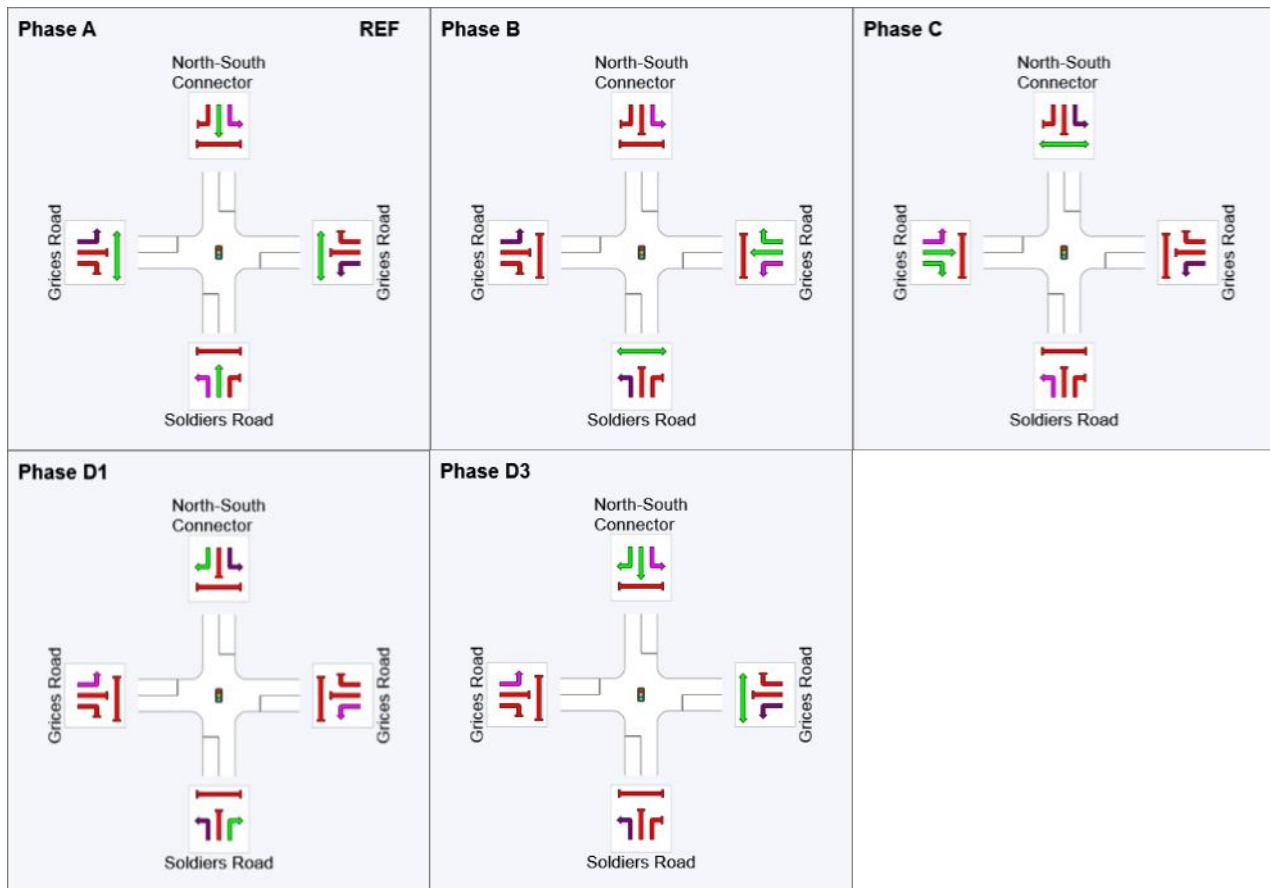 Phase A REF
North-South
Connector
Grices Road
Grices Road
Soldiers Road
Phase B
North-South
Connector
Grices Road
Grices Road
Soldiers Road
Phase C
North-South
Connector
Grices Road
Grices Road
Soldiers Road
Phase D1
North-South
Connector
Grices Road
Grices Road
Soldiers Road
Phase D3
North-South
Connector
Grices Road
Grices Road
Soldiers Road